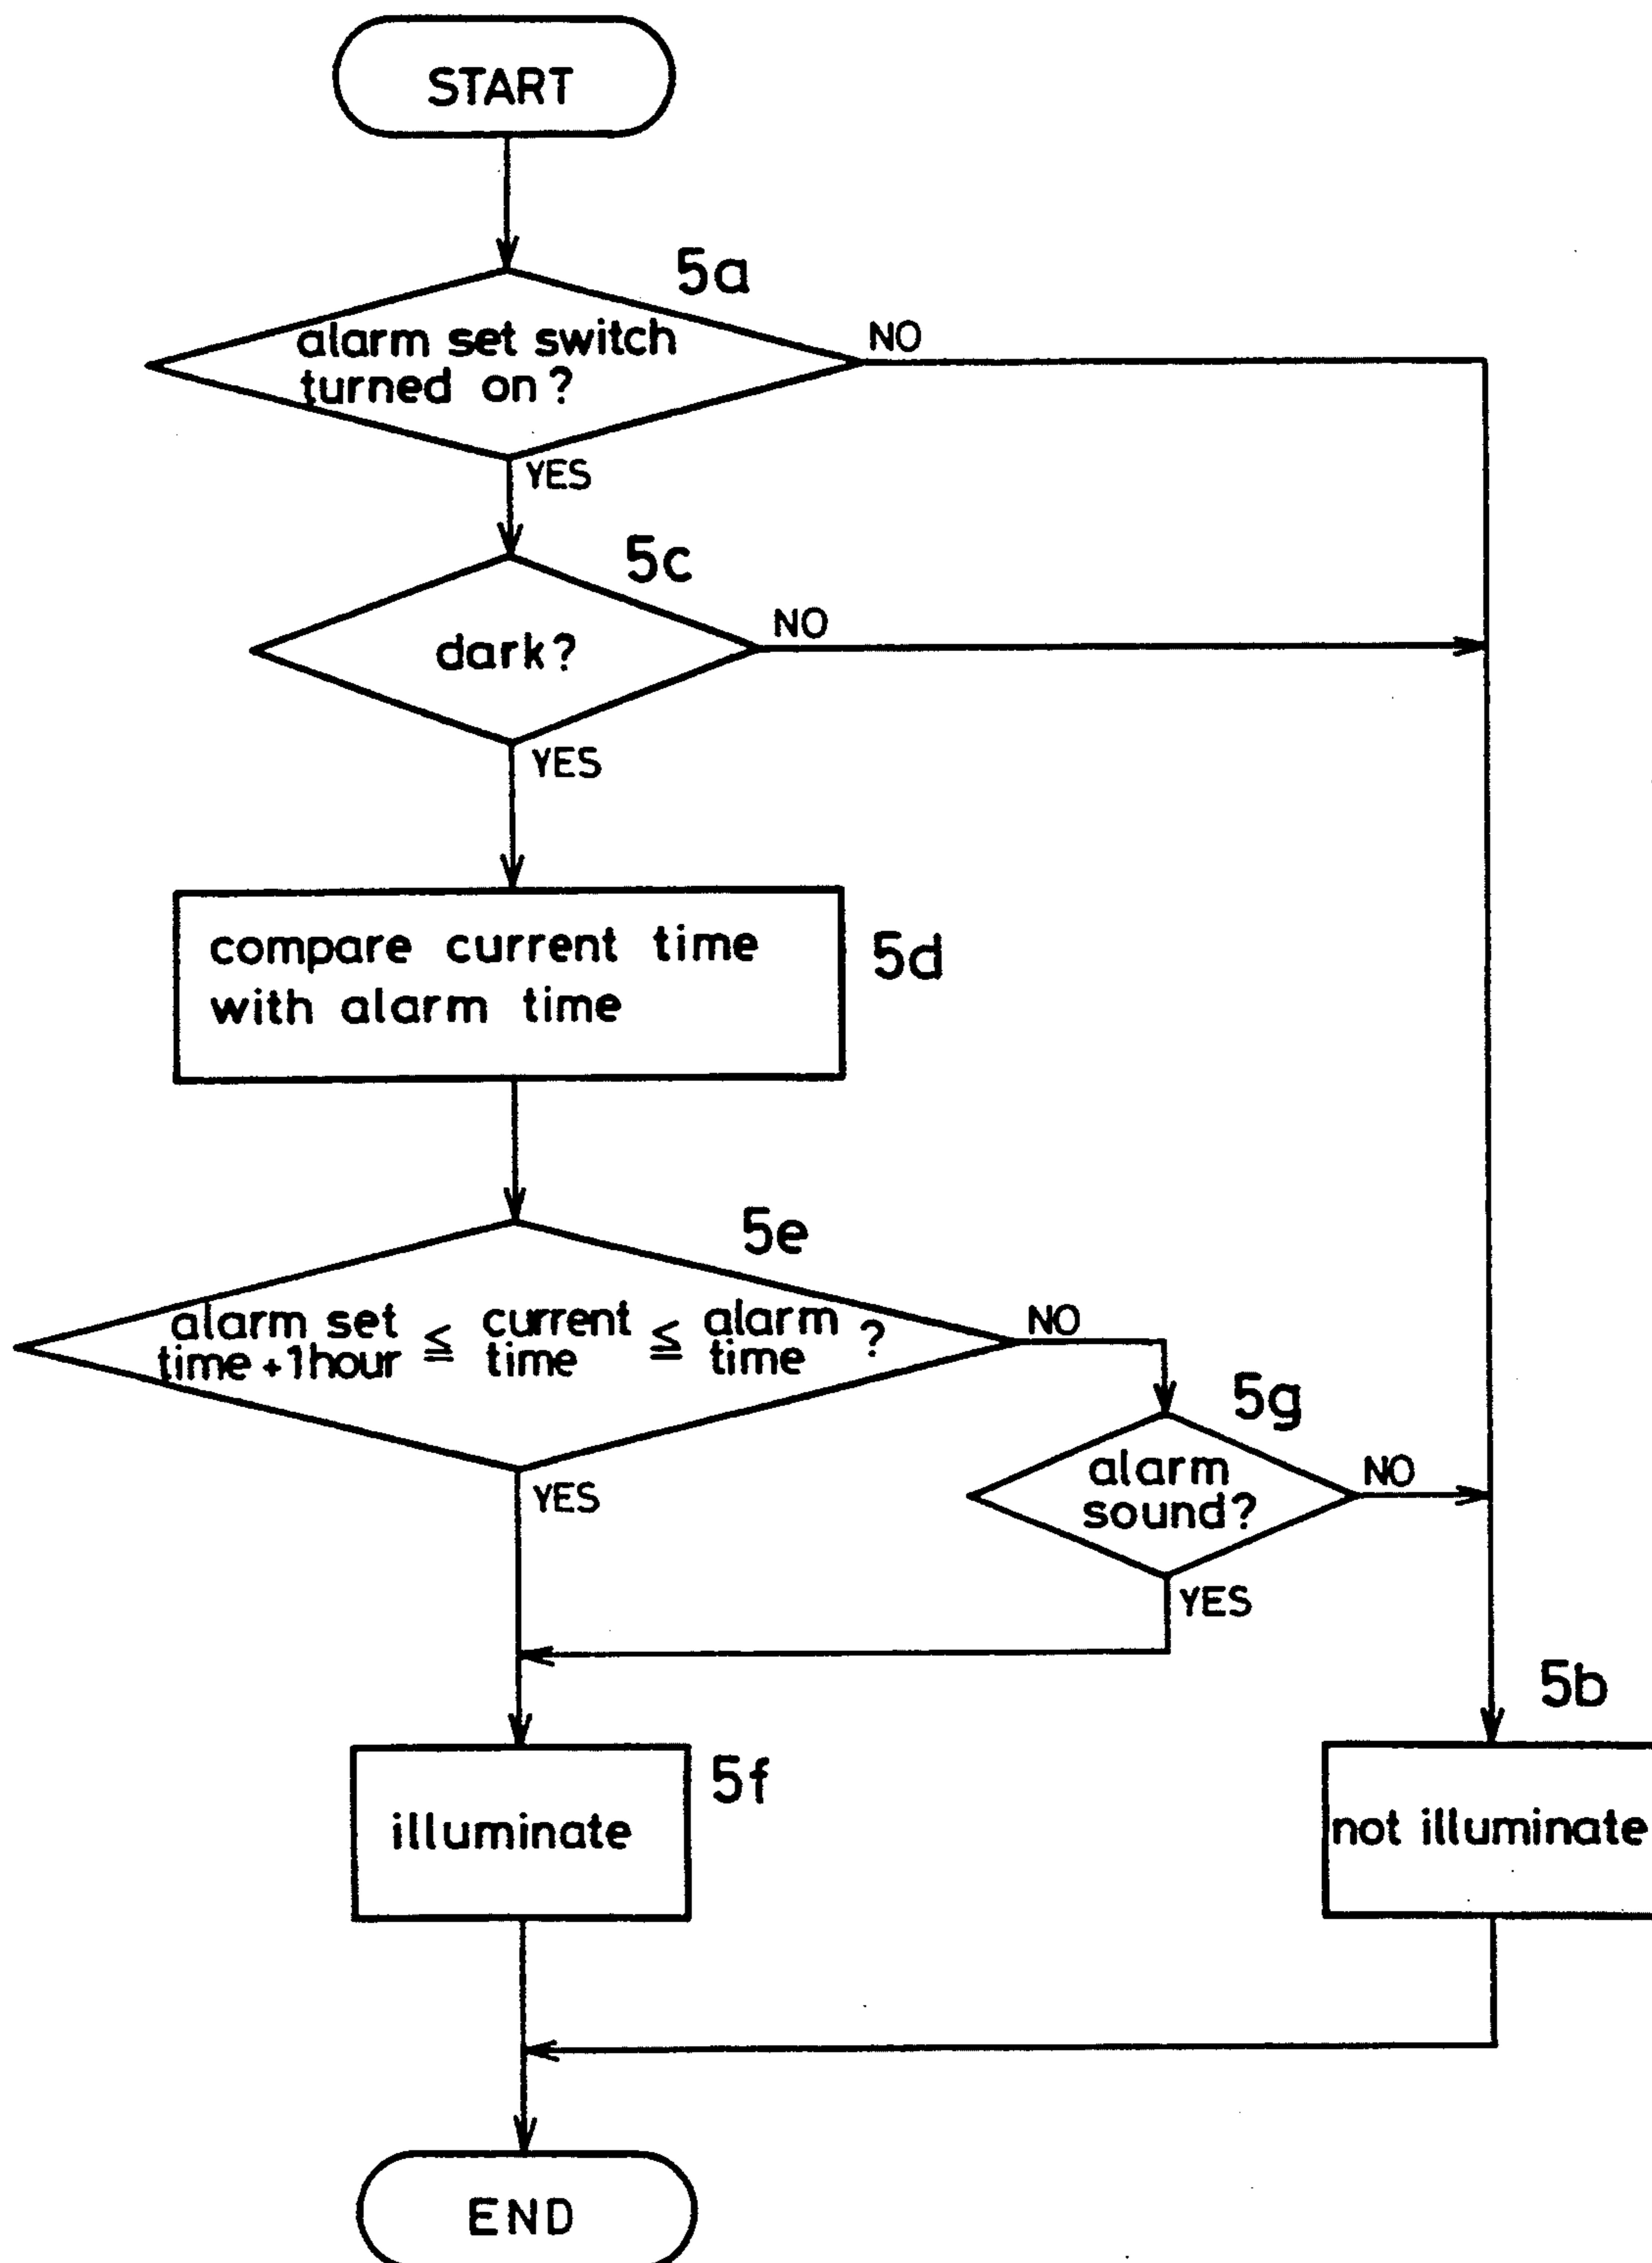 START
5a
alarm set switch
turned on?
NO
YES
5c
dark?
NO
YES
compare current time
with alarm time
5d
5e
alarm set ≦ current ≦ alarm ?
time+1hour time time
NO
YES
5g
alarm
sound?
NO
YES
5b
illuminate
5f
not illuminate
END